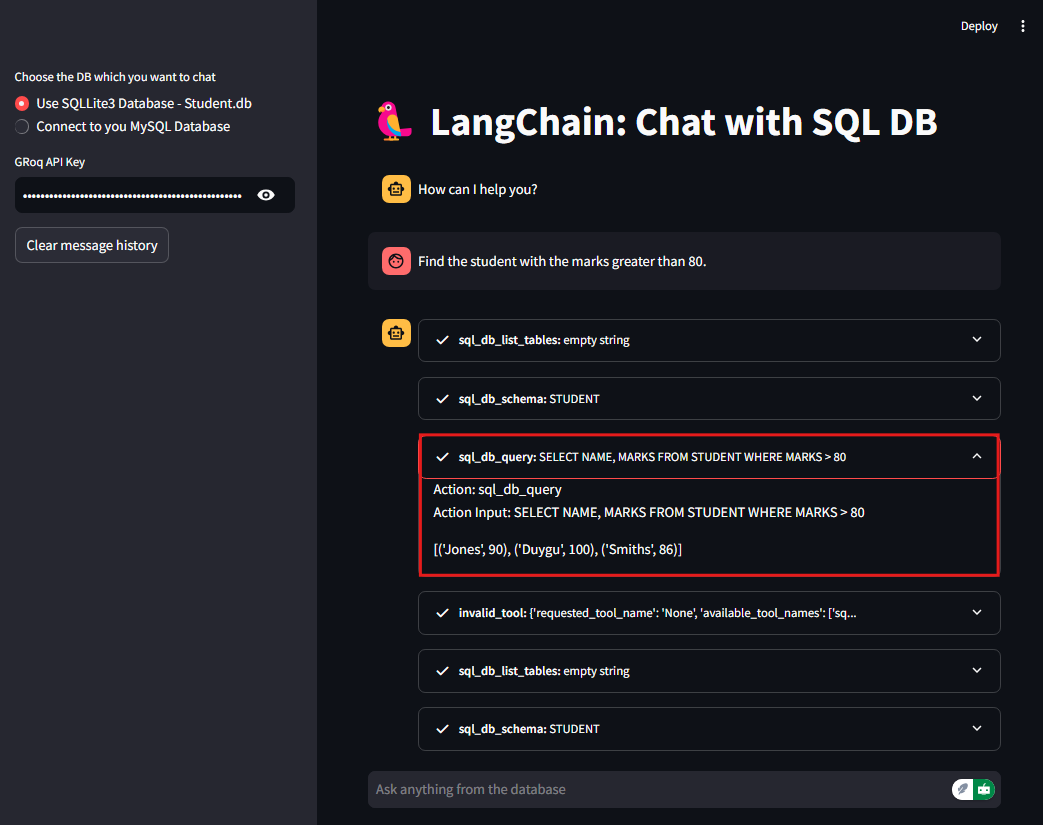 Deploy
Choose the DB which you want to chat
Use SQLLite3 Database - Student.db
Connect to you MySQL Database
GRoq API Key
Clear message history
LangChain: Chat with SQL DB
How can I help you?
Find the student with the marks greater than 80.
sql_db_list_tables: empty string
sql_db_schema: STUDENT
sql_db_query: SELECT NAME, MARKS FROM STUDENT WHERE MARKS > 80
Action: sql_db_query
Action Input: SELECT NAME, MARKS FROM STUDENT WHERE MARKS > 80
[('Jones', 90), ('Duygu', 100), ('Smiths', 86)]
invalid_tool: {'requested_tool_name': 'None', 'available_tool_names': ['sq...
sql_db_list_tables: empty string
sql_db_schema: STUDENT
Ask anything from the database